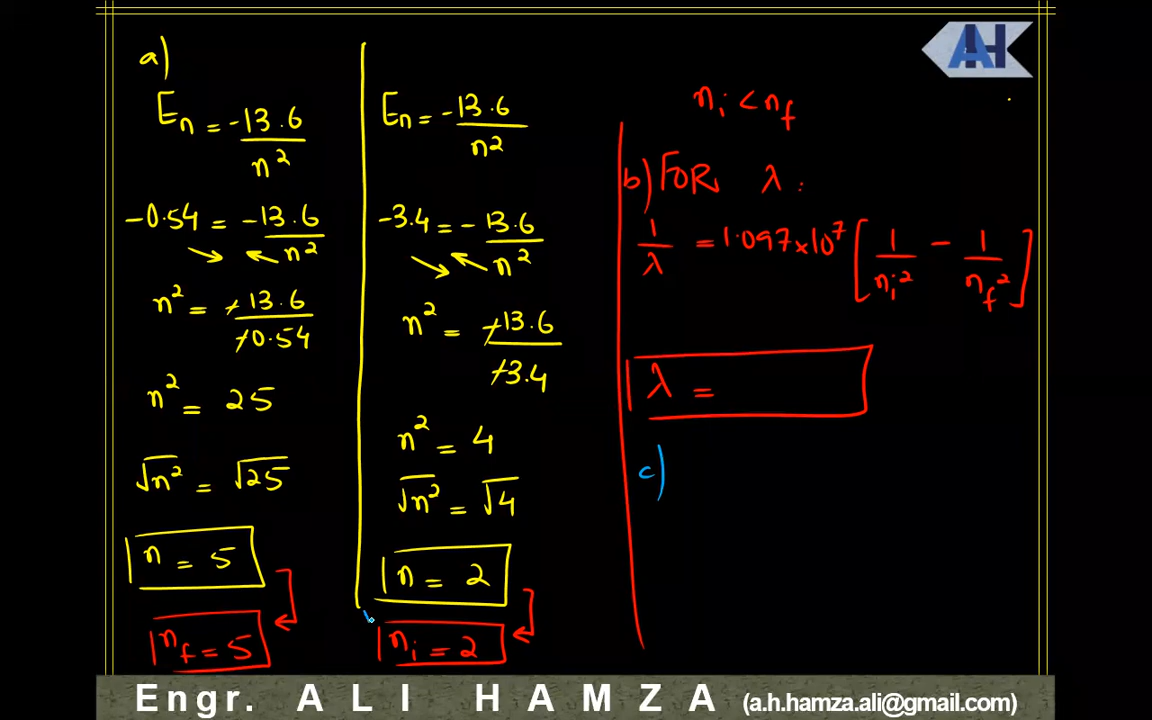 a)
En = -13.6/n²
-0.54 = -13.6/n²
n² = -13.6/-0.54
n² = 25
√n² = √25
n = 5
nf = 5
En = -13.6/n²
-3.4 = -13.6/n²
n² = -13.6/-3.4
n² = 4
√n² = √4
n = 2
ni = 2
AH
ni < nf
b) FOR λ :
1/λ = 1.097×10⁷ [1/ni² - 1/nf²]
λ =
c)
Engr. ALI HAMZA (a.h.hamza.ali@gmail.com)